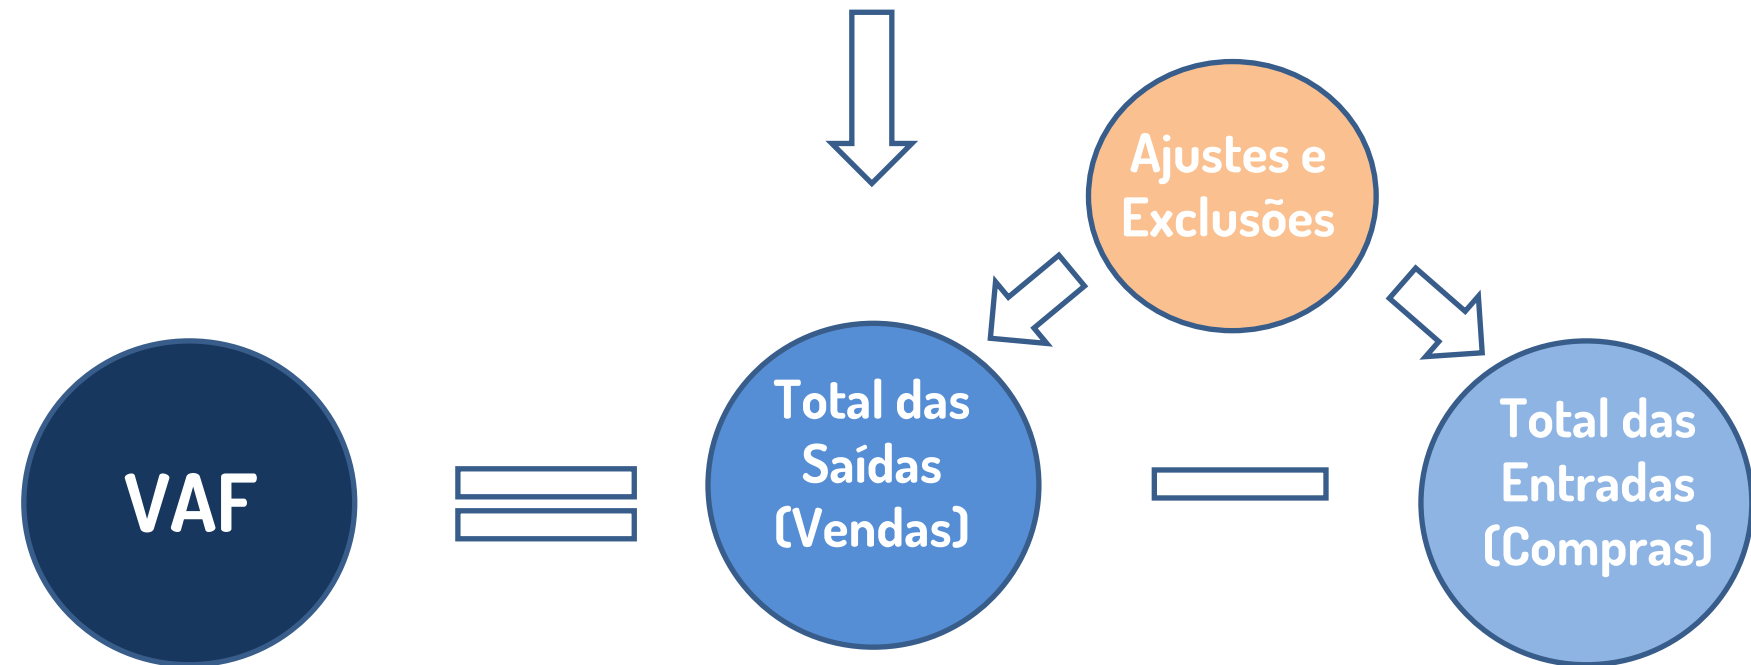 Ajustes e
Exclusões
VAF
Total das
Saídas
(Vendas)
Total das
Entradas
(Compras)